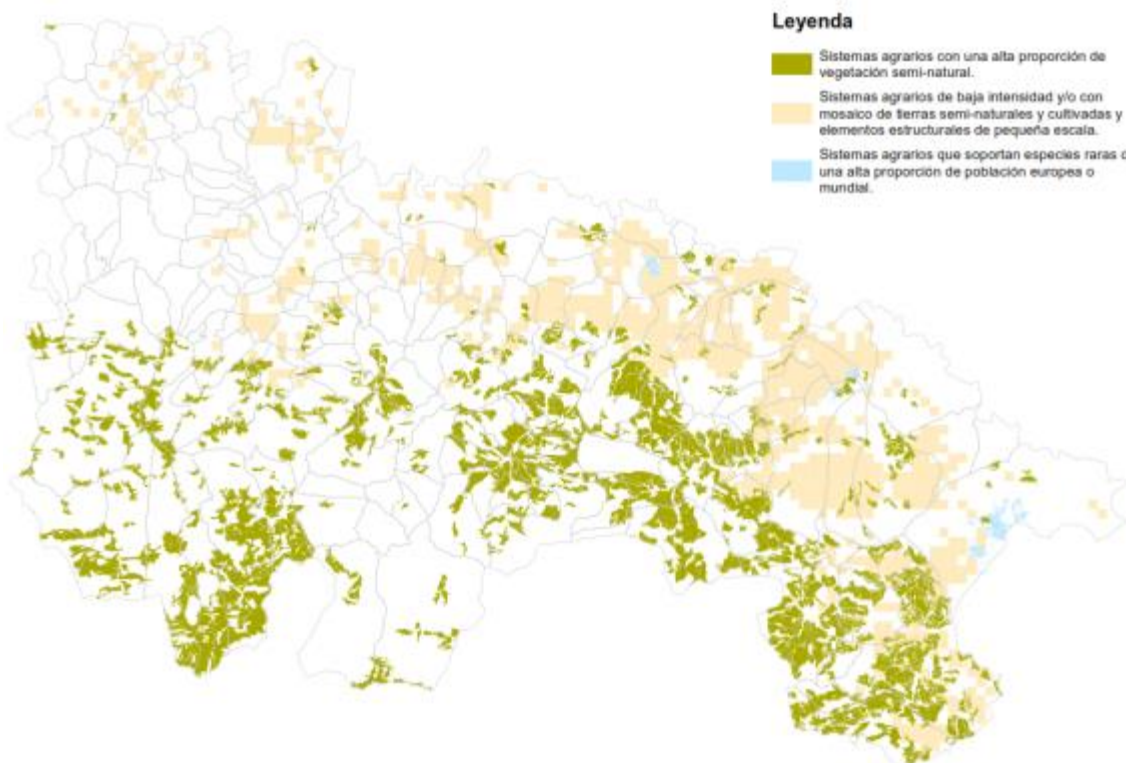 Leyenda
Sistemas agrarios con una alta proporción de
vegetación semi-natural.
Sistemas agrarios de baja intensidad y/o con
mosaico de tierras semi-naturales y cultivadas y
elementos estructurales de pequeña escala.
Sistemas agrarios que soportan especies raras
una alta proporción de población europea o
mundial.